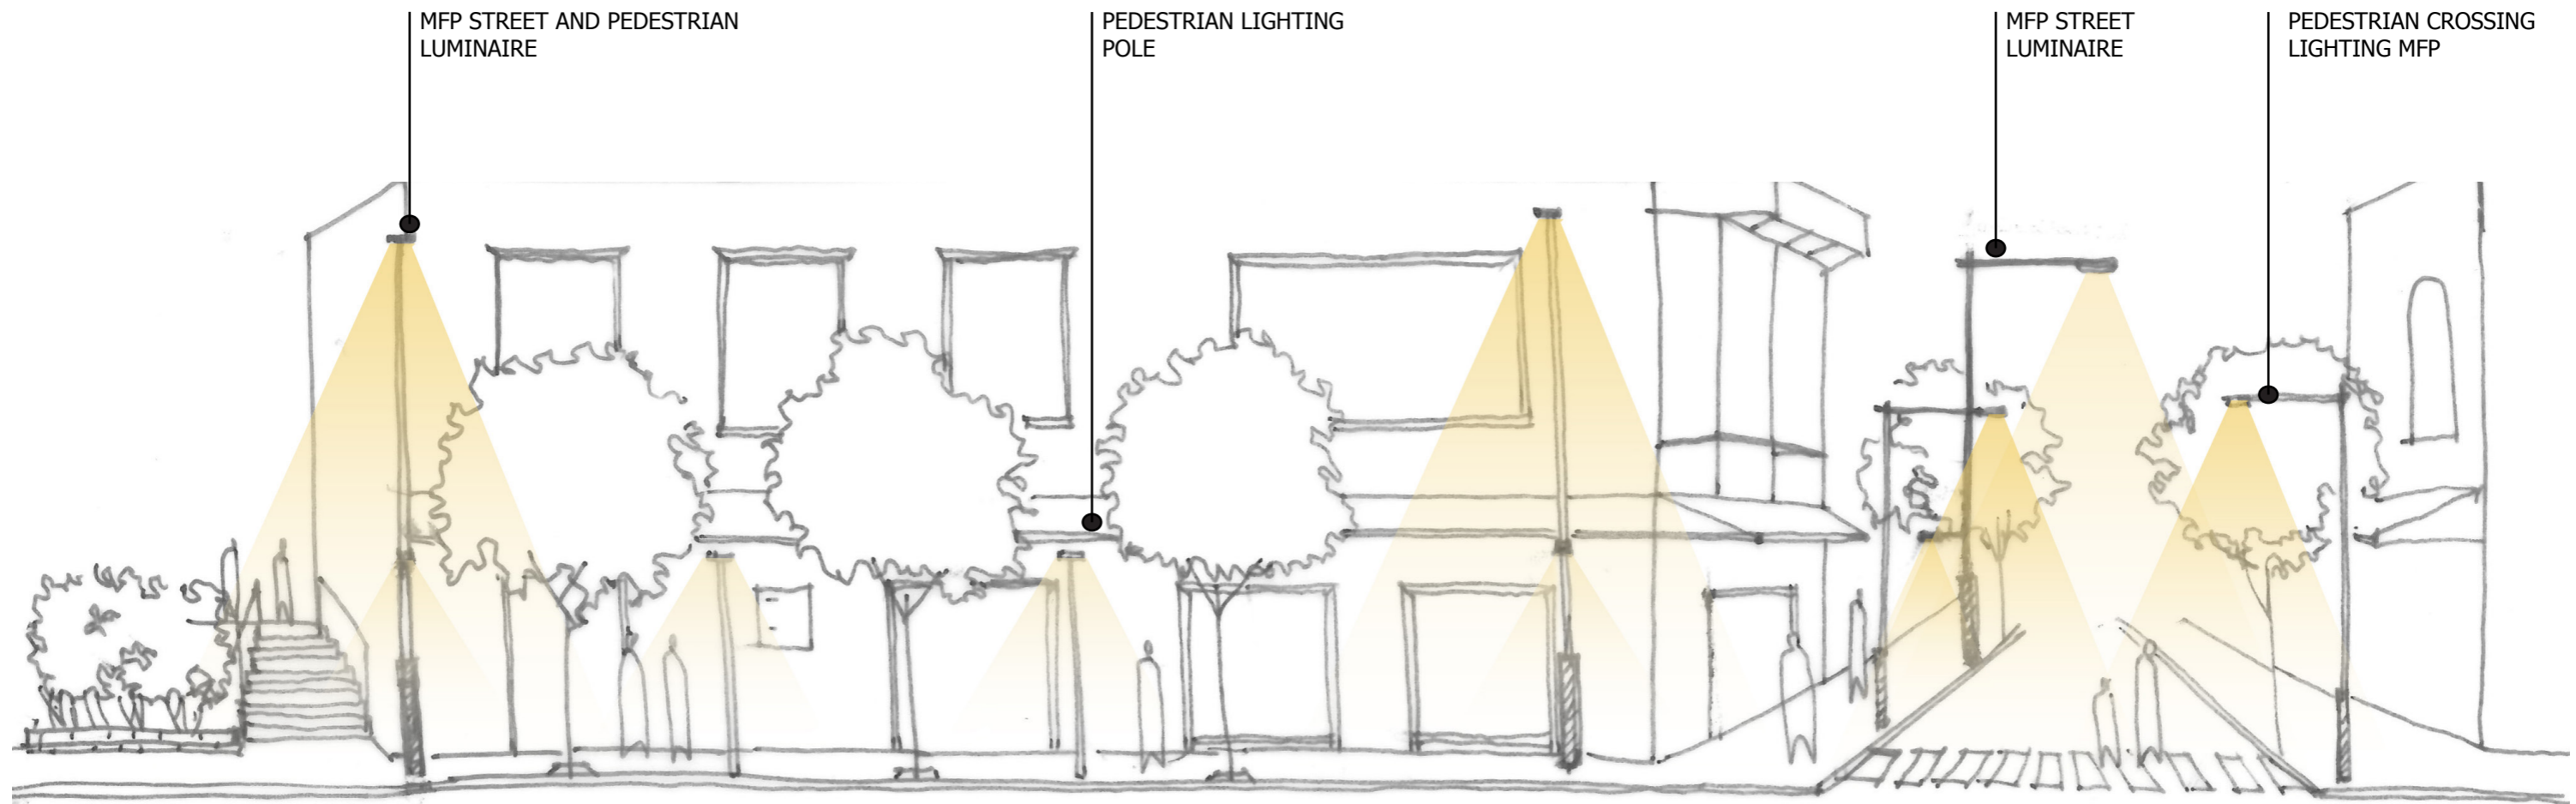 MFP STREET AND PEDESTRIAN
LUMINAIRE
PEDESTRIAN LIGHTING
POLE
MFP STREET
LUMINAIRE
PEDESTRIAN CROSSING
LIGHTING MFP